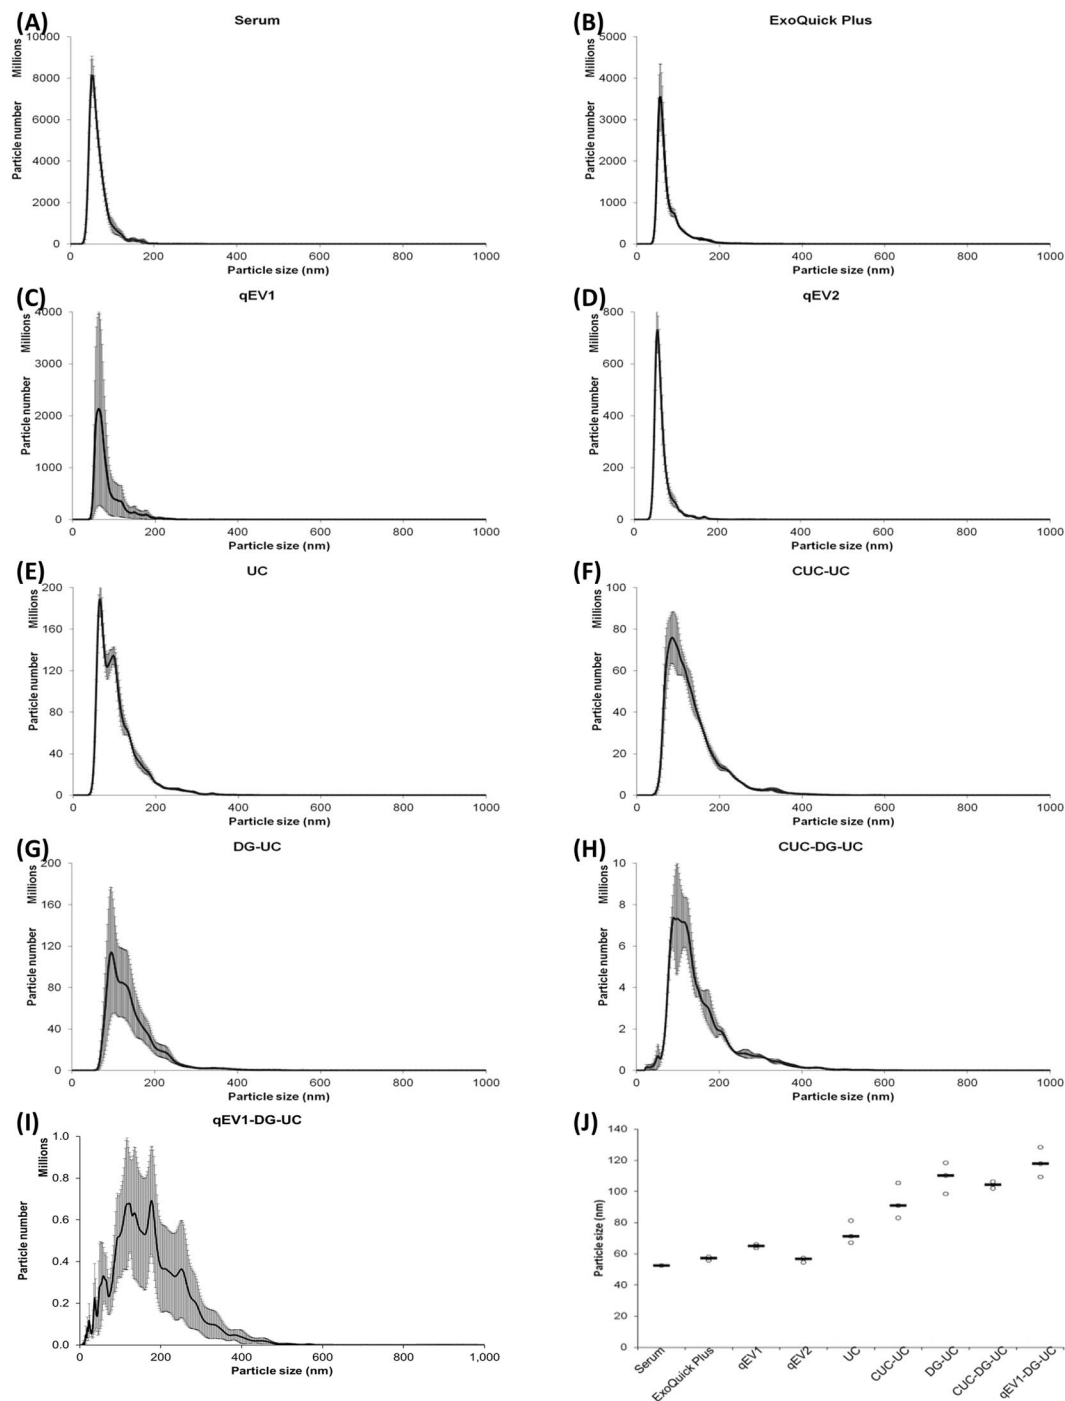 (A)
Serum
Millions
Particle number
10000
8000
6000
4000
2000
0
0 200 400 600 800 1000
Particle size (nm)
(B)
ExoQuick Plus
Millions
Particle number
5000
4000
3000
2000
1000
0
0 200 400 600 800 1000
Particle size (nm)
(C)
qEV1
Millions
Particle number
4000
3000
2000
1000
0
0 200 400 600 800 1000
Particle size (nm)
(D)
qEV2
Millions
Particle number
800
600
400
200
0
0 200 400 600 800 1000
Particle size (nm)
(E)
UC
Millions
Particle number
200
160
120
80
40
0
0 200 400 600 800 1000
Particle size (nm)
(F)
CUC-UC
Millions
Particle number
100
80
60
40
20
0
0 200 400 600 800 1000
Particle size (nm)
(G)
DG-UC
Millions
Particle number
200
160
120
80
40
0
0 200 400 600 800 1000
Particle size (nm)
(H)
CUC-DG-UC
Millions
Particle number
10
8
6
4
2
0
0 200 400 600 800 1000
Particle size (nm)
(I)
qEV1-DG-UC
Millions
Particle number
1.0
0.8
0.6
0.4
0.2
0.0
0 200 400 600 800 1,000
Particle size (nm)
(J)
Particle size (nm)
140
120
100
80
60
40
20
0
Serum
ExoQuick Plus
qEV1
qEV2
UC
CUC-UC
DG-UC
CUC-DG-UC
qEV1-DG-UC